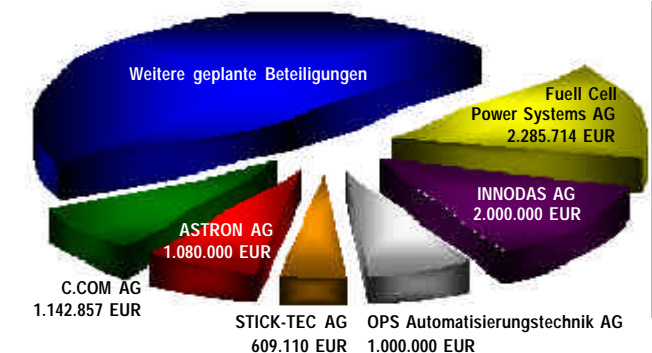 Weitere geplante Beteiligungen
Fuell Cell
Power Systems AG
2.285.714 EUR
INNODAS AG
2.000.000 EUR
ASTRON AG
1.080.000 EUR
C.COM AG
1.142.857 EUR
STICK-TEC AG
609.110 EUR
OPS Automatisierungstechnik AG
1.000.000 EUR